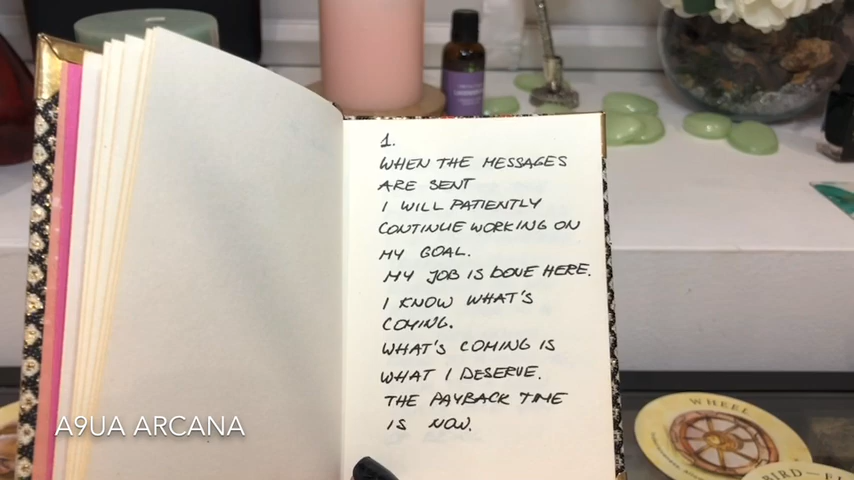 1.
WHEN THE MESSAGES
ARE SENT
I WILL PATIENTLY
CONTINUE WORKING ON
MY GOAL.
MY JOB IS DONE HERE.
I KNOW WHAT'S
COMING.
WHAT'S COMING IS
WHAT I DESERVE.
THE PAYBACK TIME
IS NOW.
A9UA ARCANA
WHEEL
BIRD-F